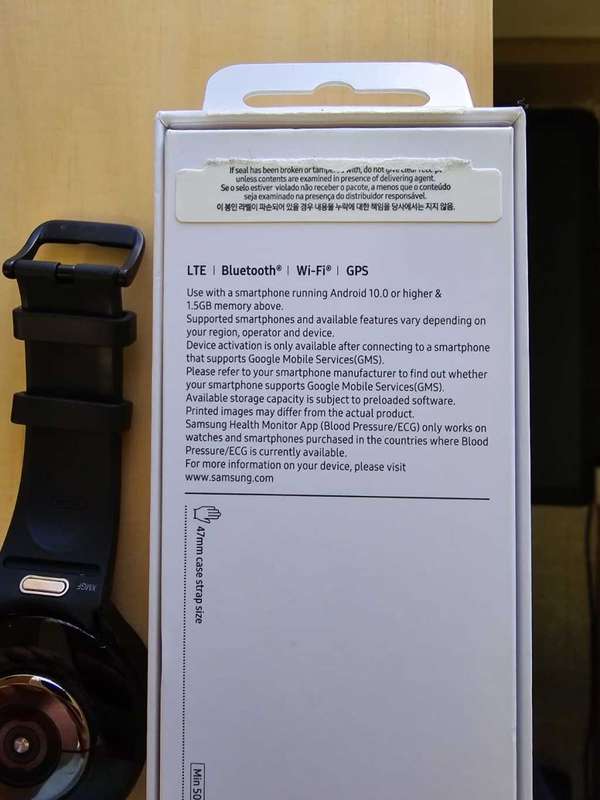 If seal has been broken or tampered with, do not give clear receipt
unless contents are examined in presence of delivering agent.
Se o selo estiver violado não receber o pacote, a menos que o conteúdo
seja examinado na presença do distribuidor responsável.
이 봉인 라벨이 파손되어 있을 경우 내용물 누락에 대한 책임을 당사에서는 지지 않음.
LTE | Bluetooth® | Wi-Fi® | GPS
Use with a smartphone running Android 10.0 or higher &
1.5GB memory above.
Supported smartphones and available features vary depending on
your region, operator and device.
Device activation is only available after connecting to a smartphone
that supports Google Mobile Services(GMS).
Please refer to your smartphone manufacturer to find out whether
your smartphone supports Google Mobile Services(GMS).
Available storage capacity is subject to preloaded software.
Printed images may differ from the actual product.
Samsung Health Monitor App (Blood Pressure/ECG) only works on
watches and smartphones purchased in the countries where Blood
Pressure/ECG is currently available.
For more information on your device, please visit
www.samsung.com
47mm case strap size
Min 50
XMGF